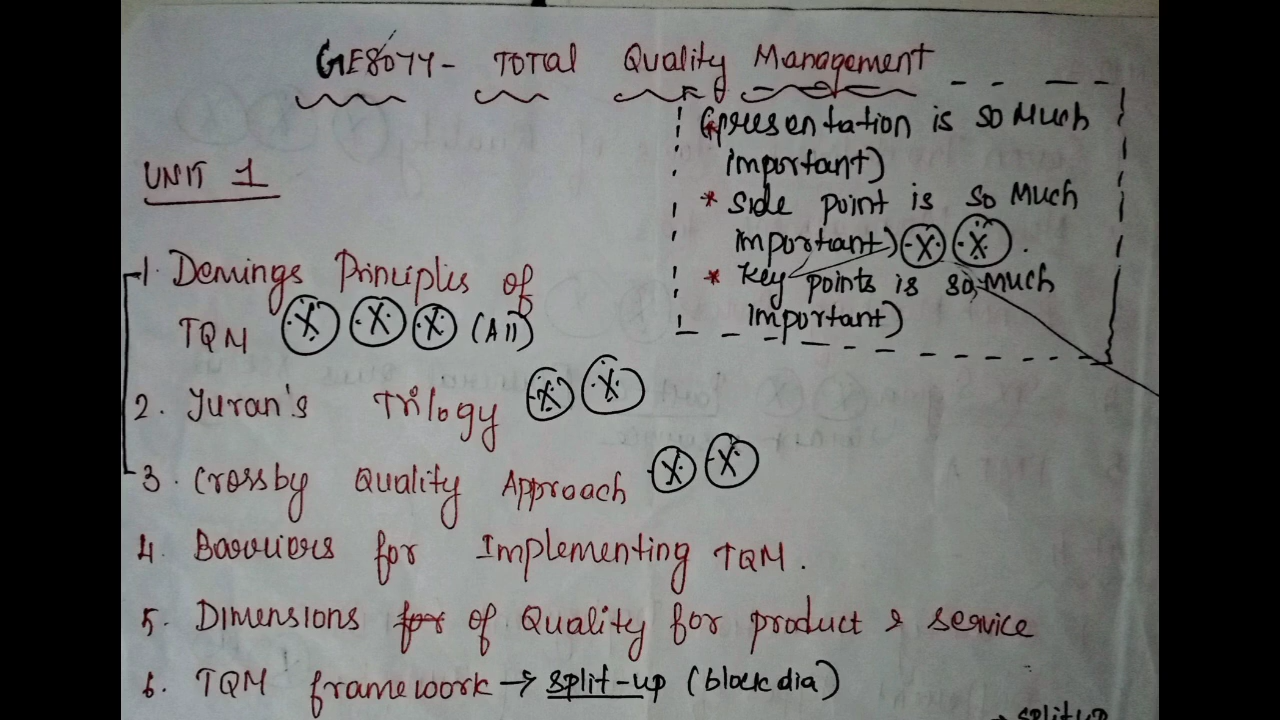 GE8077- TOTAL Quality Management
(presentation is so Much
important)
* Side point is so Much
important)
* Key points is so, much
important)
UNIT 1
1. Demings Principles of
TQM (All)
2. Juran's Trilogy
3. Crossby Quality Approach
4. Barriers for Implementing TQM.
5. Dimensions for of Quality for product & service
6. TQM framework → split-up (block dia)
→ split up